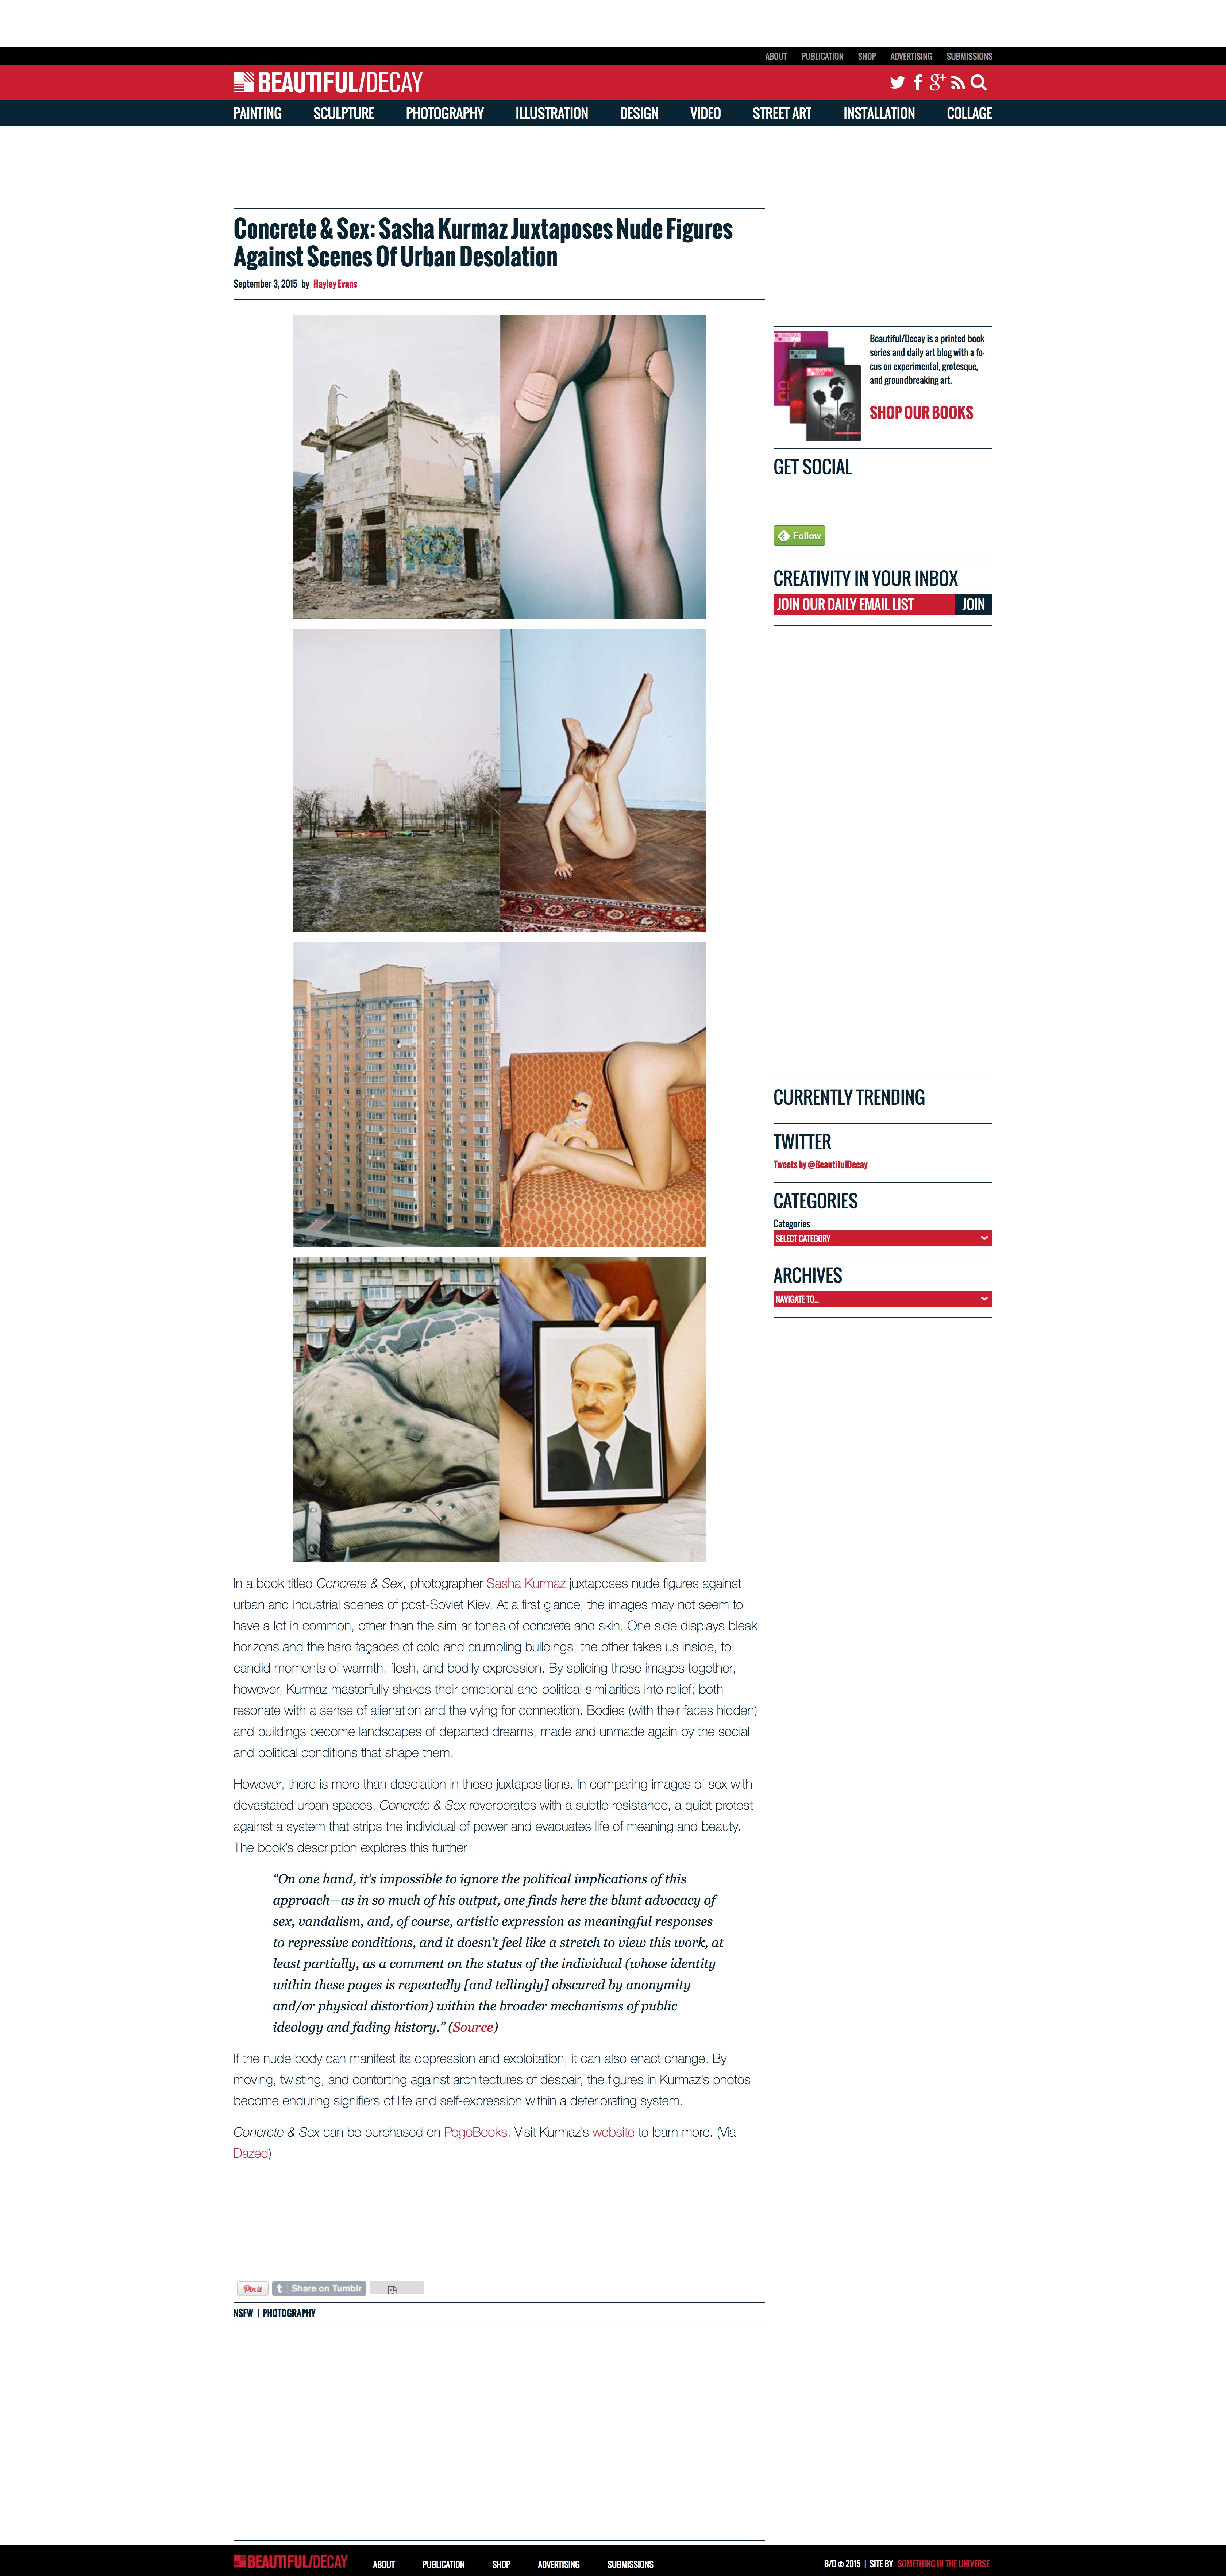 ABOUT PUBLICATION SHOP ADVERTISING SUBMISSIONS
BEAUTIFUL/DECAY
PAINTING SCULPTURE PHOTOGRAPHY ILLUSTRATION DESIGN VIDEO STREET ART INSTALLATION COLLAGE
Concrete & Sex: Sasha Kurmaz Juxtaposes Nude Figures
Against Scenes Of Urban Desolation
September 3, 2015 by Hayley Evans
Beautiful/Decay is a printed book
series and daily art blog with a fo-
cus on experimental, grotesque,
and groundbreaking art.
SHOP OUR BOOKS
GET SOCIAL
Follow
CREATIVITY IN YOUR INBOX
JOIN OUR DAILY EMAIL LIST JOIN
CURRENTLY TRENDING
TWITTER
Tweets by @BeautifulDecay
CATEGORIES
Categories
SELECT CATEGORY
ARCHIVES
NAVIGATE TO...
In a book titled Concrete & Sex, photographer Sasha Kurmaz juxtaposes nude figures against
urban and industrial scenes of post-Soviet Kiev. At a first glance, the images may not seem to
have a lot in common, other than the similar tones of concrete and skin. One side displays bleak
horizons and the hard façades of cold and crumbling buildings; the other takes us inside, to
candid moments of warmth, flesh, and bodily expression. By splicing these images together,
however, Kurmaz masterfully shakes their emotional and political similarities into relief; both
resonate with a sense of alienation and the vying for connection. Bodies (with their faces hidden)
and buildings become landscapes of departed dreams, made and unmade again by the social
and political conditions that shape them.
However, there is more than desolation in these juxtapositions. In comparing images of sex with
devastated urban spaces, Concrete & Sex reverberates with a subtle resistance, a quiet protest
against a system that strips the individual of power and evacuates life of meaning and beauty.
The book's description explores this further:
“On one hand, it’s impossible to ignore the political implications of this
approach—as in so much of his output, one finds here the blunt advocacy of
sex, vandalism, and, of course, artistic expression as meaningful responses
to repressive conditions, and it doesn’t feel like a stretch to view this work, at
least partially, as a comment on the status of the individual (whose identity
within these pages is repeatedly [and tellingly] obscured by anonymity
and/or physical distortion) within the broader mechanisms of public
ideology and fading history.” (Source)
If the nude body can manifest its oppression and exploitation, it can also enact change. By
moving, twisting, and contorting against architectures of despair, the figures in Kurmaz's photos
become enduring signifiers of life and self-expression within a deteriorating system.
Concrete & Sex can be purchased on PogoBooks. Visit Kurmaz's website to learn more. (Via
Dazed)
Pin it t Share on Tumblr
NSFW | PHOTOGRAPHY
BEAUTIFUL/DECAY ABOUT PUBLICATION SHOP ADVERTISING SUBMISSIONS B/D © 2015 | SITE BY SOMETHING IN THE UNIVERSE